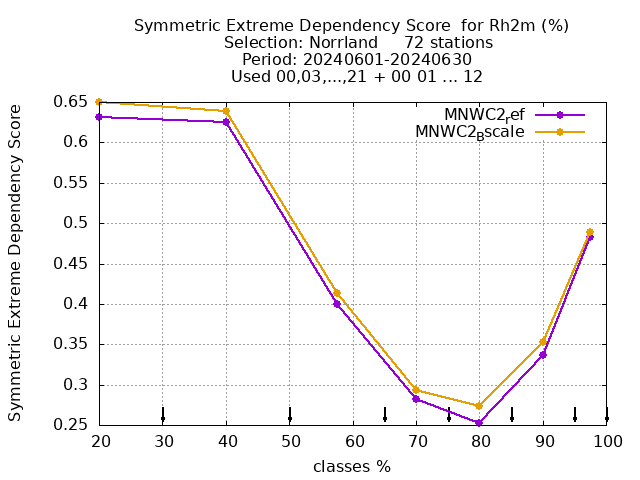 Symmetric Extreme Dependency Score  for Rh2m (%)
Selection: Norrland     72 stations
Period: 20240601-20240630
Used 00,03,...,21 + 00 01 ... 12
Symmetric Extreme Dependency Score
0.65
0.6
0.55
0.5
0.45
0.4
0.35
0.3
0.25
MNWC2ref
MNWC2Bscale
20 30 40 50 60 70 80 90 100
classes %